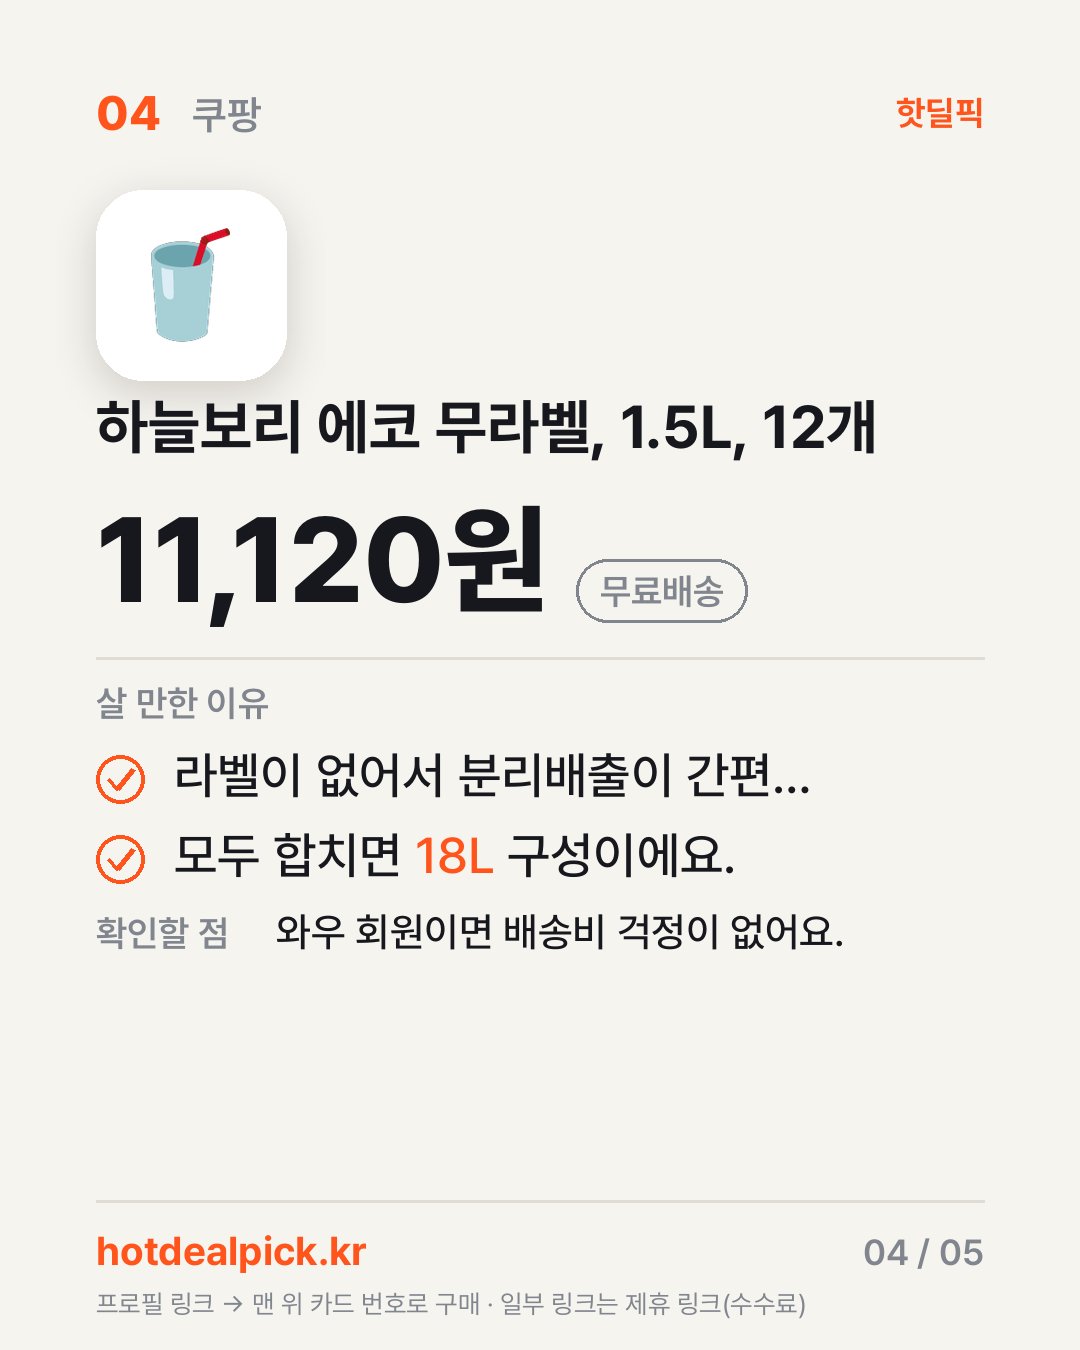 04 쿠팡
핫딜픽
하늘보리 에코 무라벨, 1.5L, 12개
11,120원 무료배송
살 만한 이유
라벨이 없어서 분리배출이 간편...
모두 합치면 18L 구성이에요.
확인할 점 와우 회원이면 배송비 걱정이 없어요.
hotdealpick.kr
04 / 05
프로필 링크 → 맨 위 카드 번호로 구매 · 일부 링크는 제휴 링크(수수료)